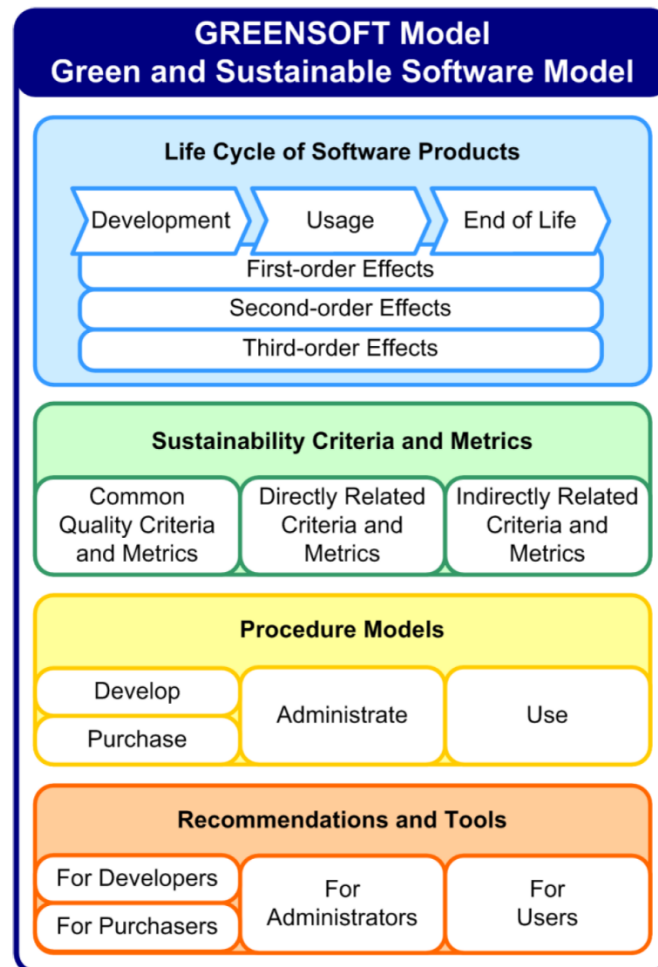 GREENSOFT Model
Green and Sustainable Software Model
Life Cycle of Software Products
Development
Usage
End of Life
First-order Effects
Second-order Effects
Third-order Effects
Sustainability Criteria and Metrics
Common
Quality Criteria
and Metrics
Directly Related
Criteria and
Metrics
Indirectly Related
Criteria and
Metrics
Procedure Models
Develop
Purchase
Administrate
Use
Recommendations and Tools
For Developers
For Purchasers
For
Administrators
For
Users